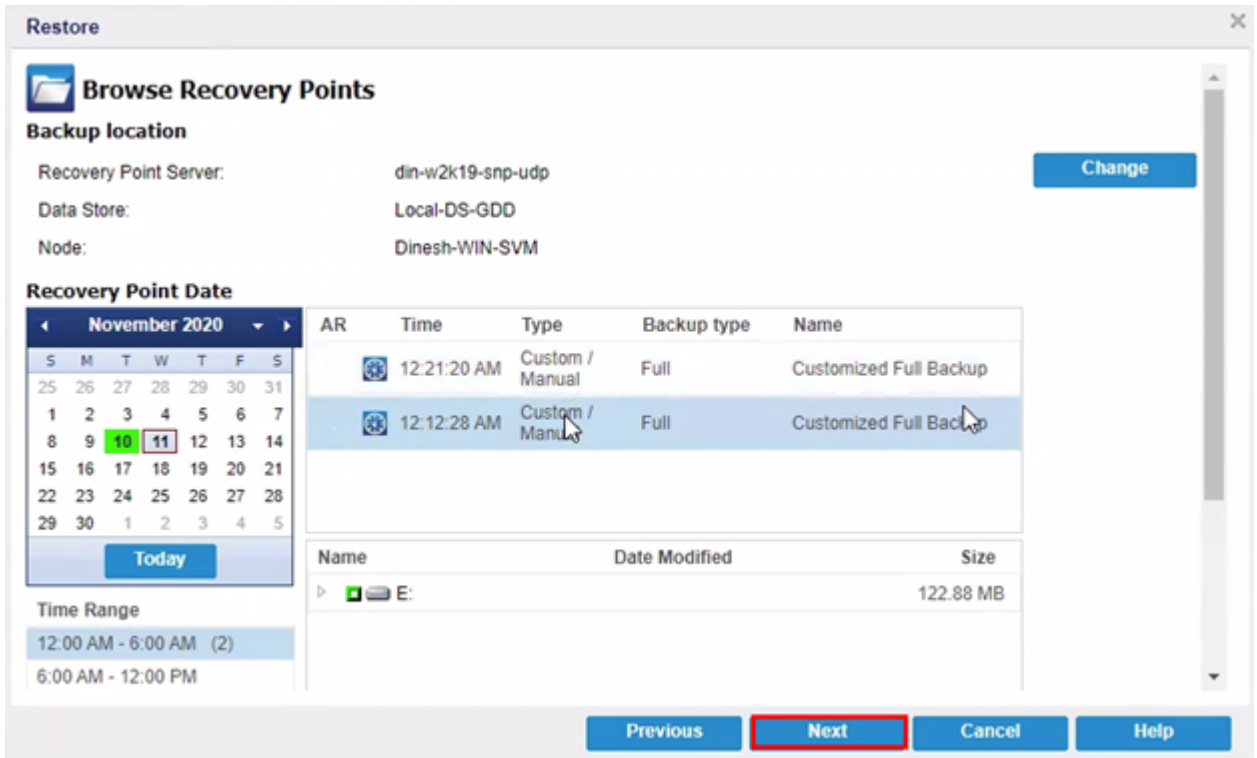 Restore
Browse Recovery Points
Backup location
Recovery Point Server: din-w2k19-snp-udp
Change
Data Store: Local-DS-GDD
Node: Dinesh-WIN-SVM
Recovery Point Date
November 2020
S M T W T F S
25 26 27 28 29 30 31
1 2 3 4 5 6 7
8 9 10 11 12 13 14
15 16 17 18 19 20 21
22 23 24 25 26 27 28
29 30 1 2 3 4 5
Today
Time Range
12:00 AM - 6:00 AM (2)
6:00 AM - 12:00 PM
AR Time Type Backup type Name
12:21:20 AM Custom / Manual Full Customized Full Backup
12:12:28 AM Custom / Manual Full Customized Full Backup
Name Date Modified Size
E: 122.88 MB
Previous Next Cancel Help